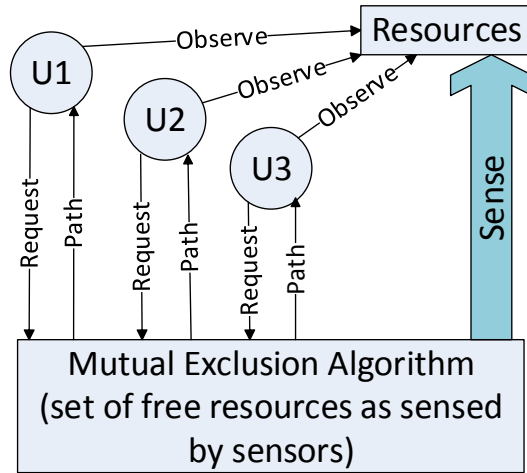 Observe
Resources
U1
Observe
U2
Observe
U3
Request
Path
Request
Path
Request
Path
Sense
Mutual Exclusion Algorithm
(set of free resources as sensed
by sensors)